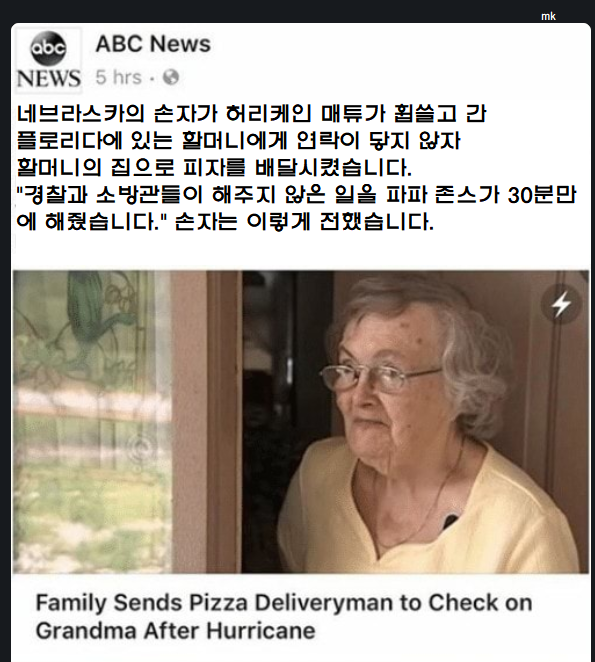 mk
abc
NEWS
ABC News
5 hrs ·
네브라스카의 손자가 허리케인 매튜가 휩쓸고 간
플로리다에 있는 할머니에게 연락이 닿지 않자
할머니의 집으로 피자를 배달시켰습니다.
"경찰과 소방관들이 해주지 않은 일을 파파 존스가 30분만
에 해줬습니다." 손자는 이렇게 전했습니다.
Family Sends Pizza Deliveryman to Check on
Grandma After Hurricane